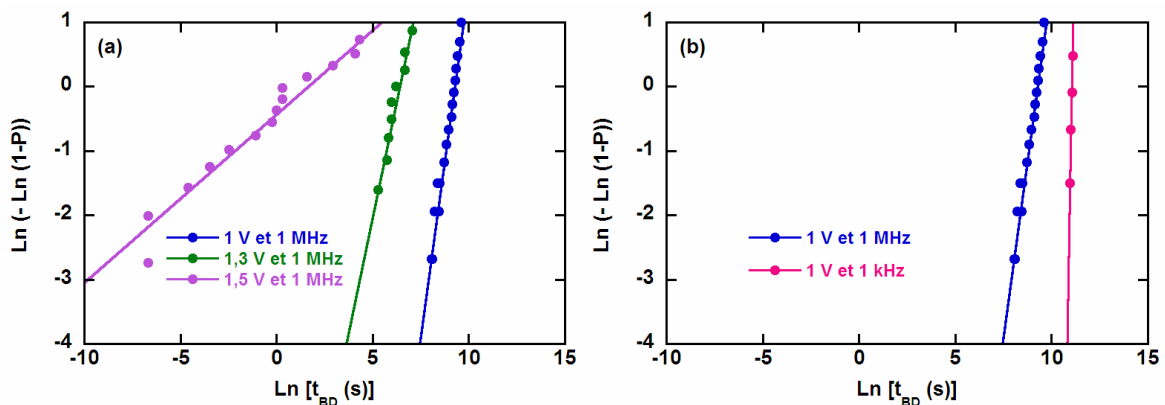 (a)
Ln (- Ln (1-P))
1
0
-1
-2
-3
-4
1 V et 1 MHz
1,3 V et 1 MHz
1,5 V et 1 MHz
-10 -5 0 5 10 15
Ln [t_BD (s)]
(b)
Ln (- Ln (1-P))
1
0
-1
-2
-3
-4
1 V et 1 MHz
1 V et 1 kHz
-10 -5 0 5 10 15
Ln [t_BD (s)]